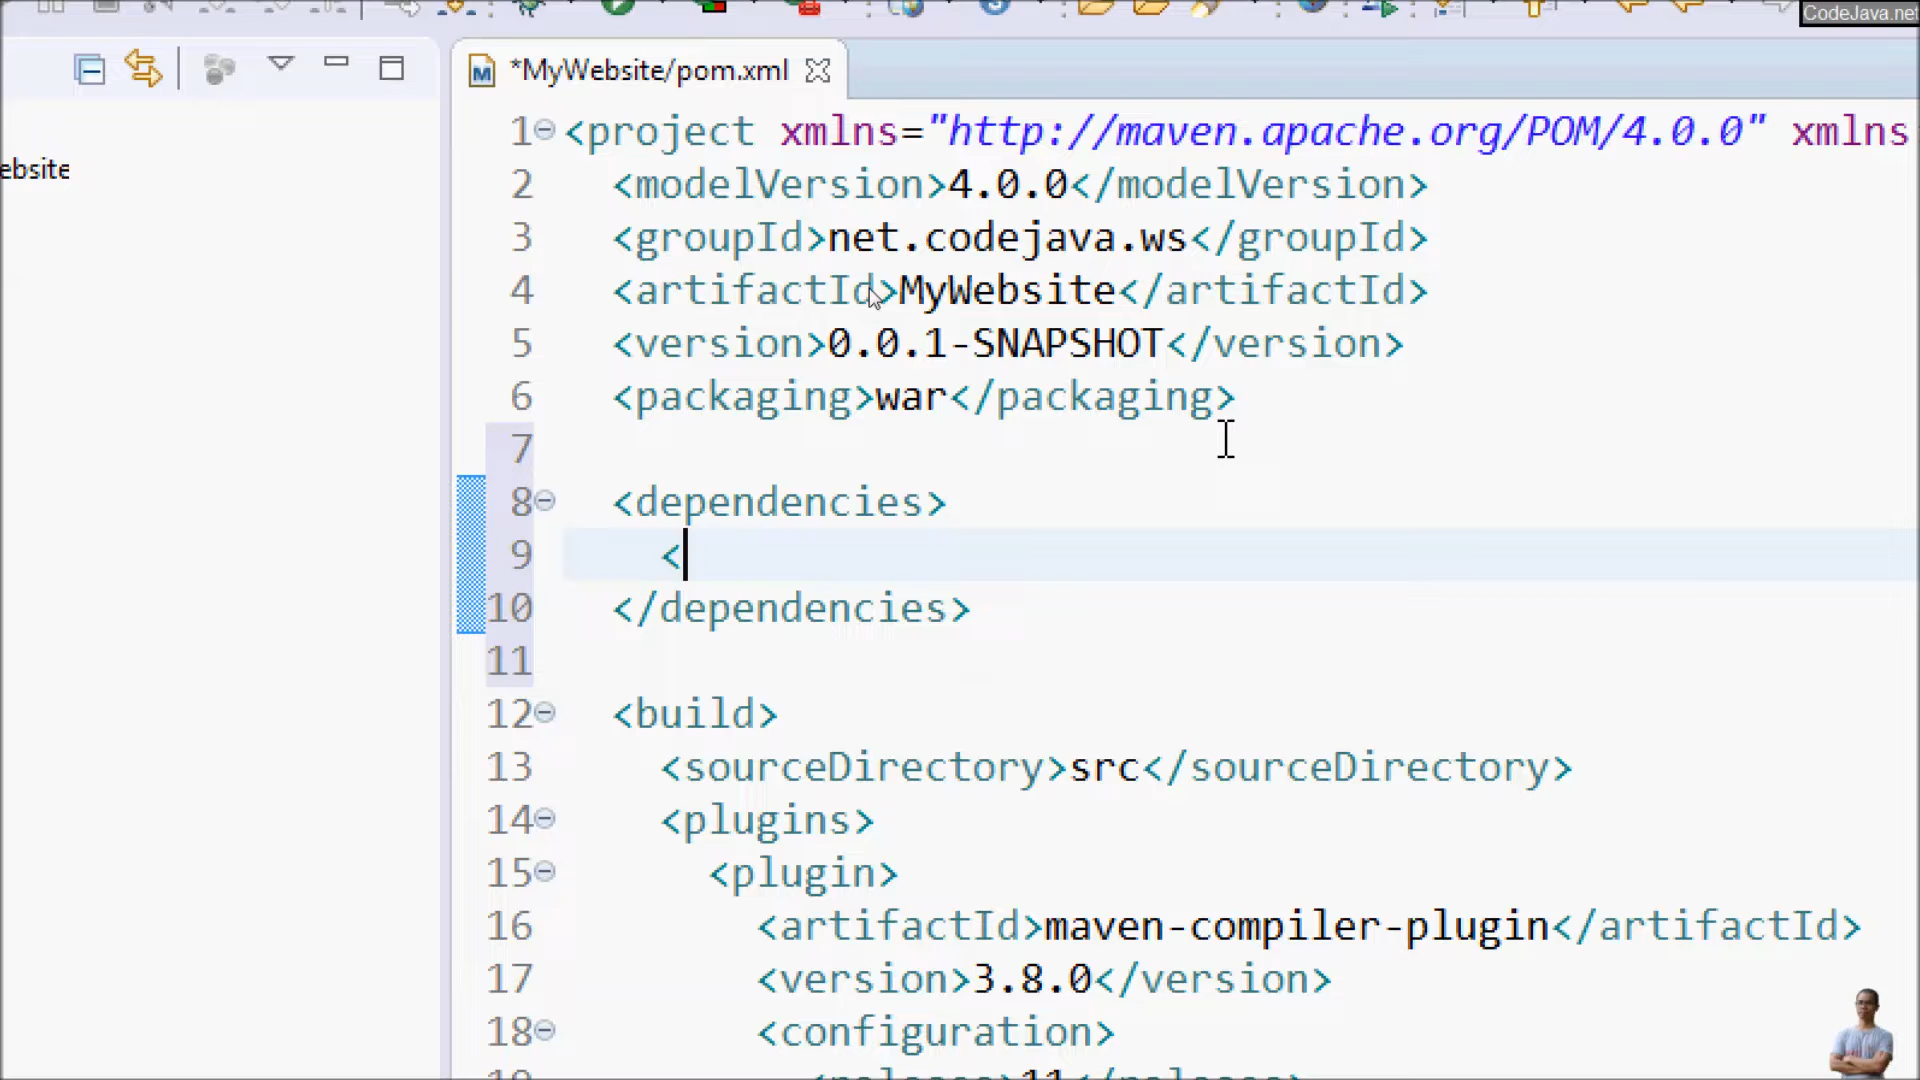 CodeJava.net
*MyWebsite/pom.xml
ebsite
1 <project xmlns="http://maven.apache.org/POM/4.0.0" xmlns
2 <modelVersion>4.0.0</modelVersion>
3 <groupId>net.codejava.ws</groupId>
4 <artifactId>MyWebsite</artifactId>
5 <version>0.0.1-SNAPSHOT</version>
6 <packaging>war</packaging>
7
8 <dependencies>
9 <
10 </dependencies>
11
12 <build>
13 <sourceDirectory>src</sourceDirectory>
14 <plugins>
15 <plugin>
16 <artifactId>maven-compiler-plugin</artifactId>
17 <version>3.8.0</version>
18 <configuration>
19 <release>11</release>